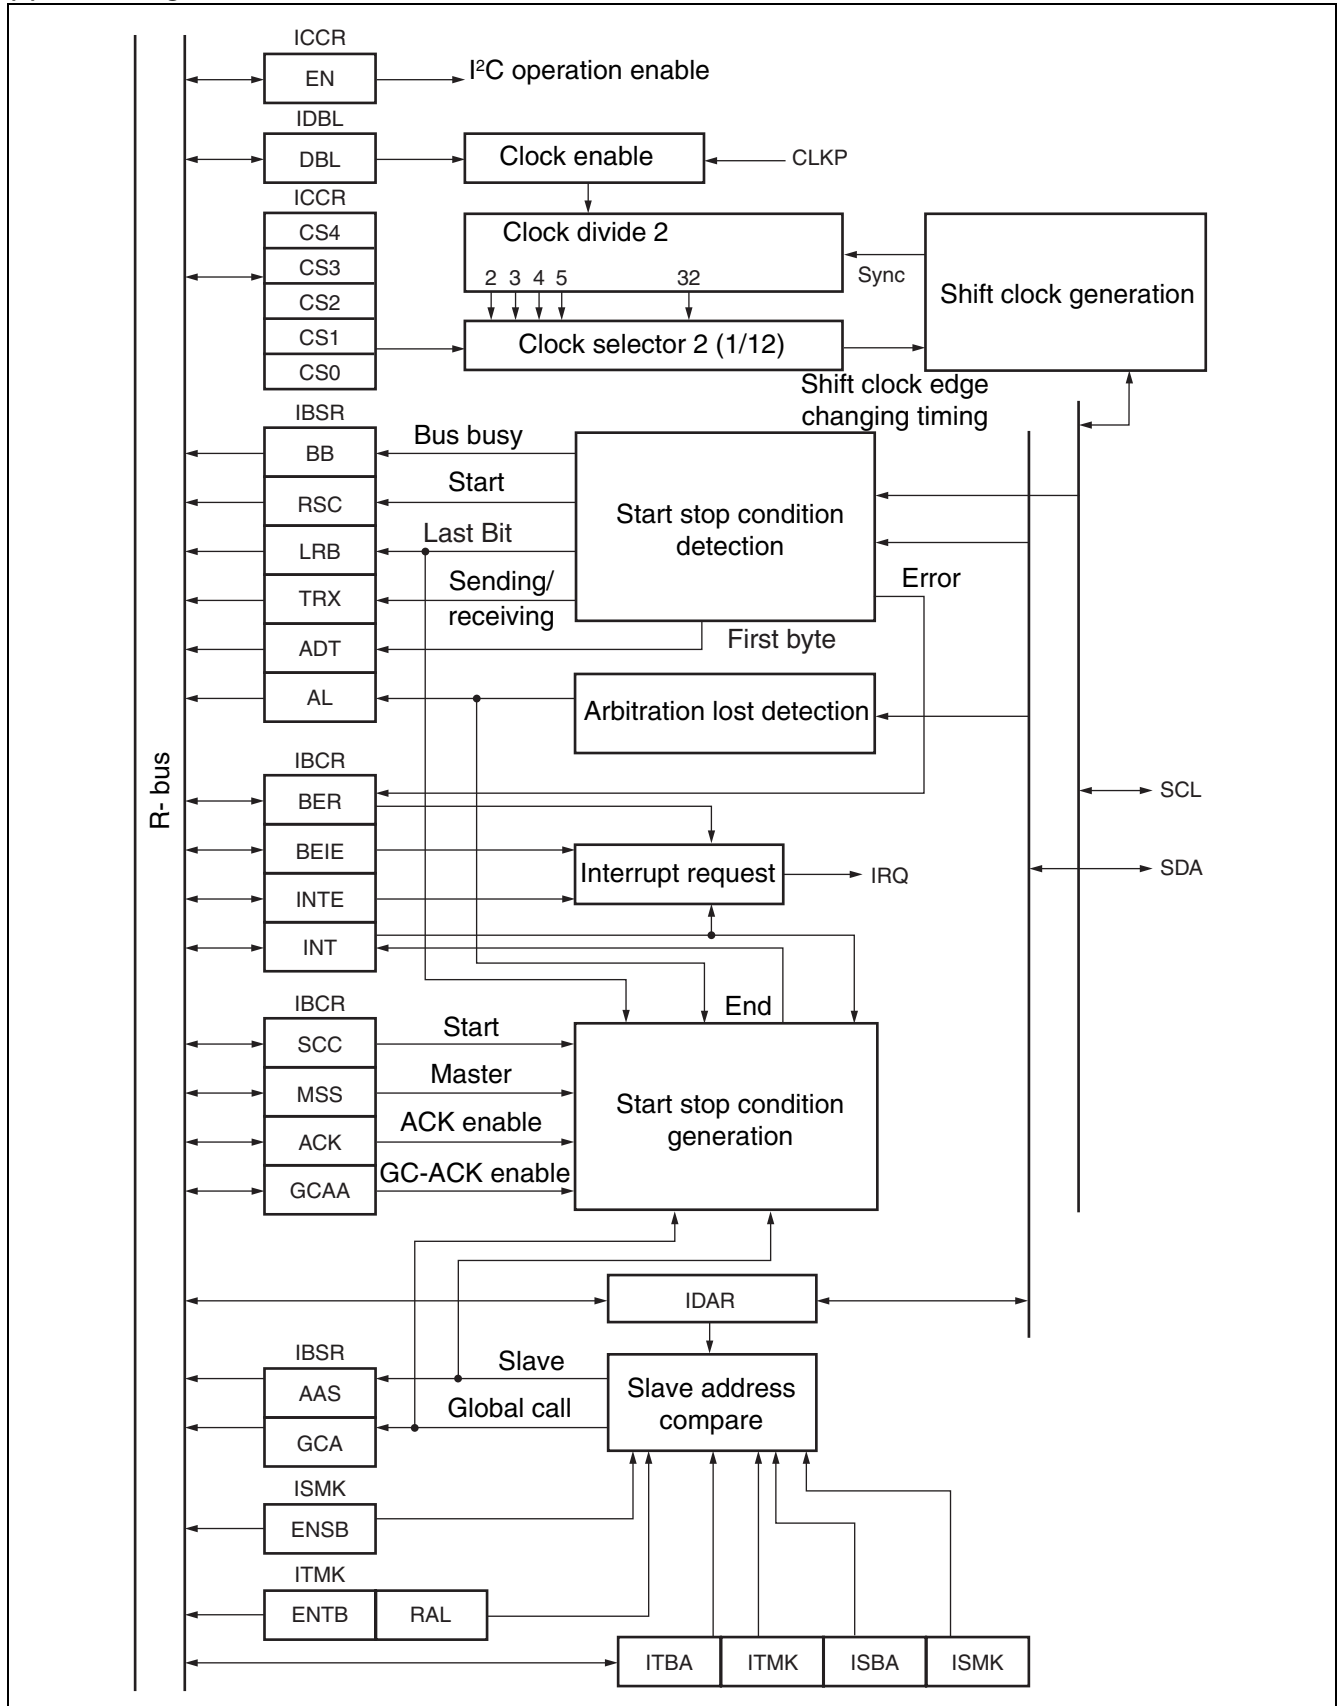 ICCR
EN
I²C operation enable
IDBL
DBL
Clock enable
CLKP
ICCR
CS4
CS3
CS2
CS1
CS0
Clock divide 2
2 3 4 5 32
Sync
Shift clock generation
Clock selector 2 (1/12)
Shift clock edge
changing timing
IBSR
BB
Bus busy
RSC
Start
LRB
Last Bit
TRX
Sending/
receiving
ADT
First byte
AL
Start stop condition
detection
Error
Arbitration lost detection
R- bus
IBCR
BER
BEIE
INTE
INT
Interrupt request
IRQ
SCL
SDA
End
IBCR
SCC
Start
MSS
Master
ACK
ACK enable
GCAA
GC-ACK enable
Start stop condition
generation
IDAR
IBSR
AAS
Slave
GCA
Global call
Slave address
compare
ISMK
ENSB
ITMK
ENTB
RAL
ITBA
ITMK
ISBA
ISMK